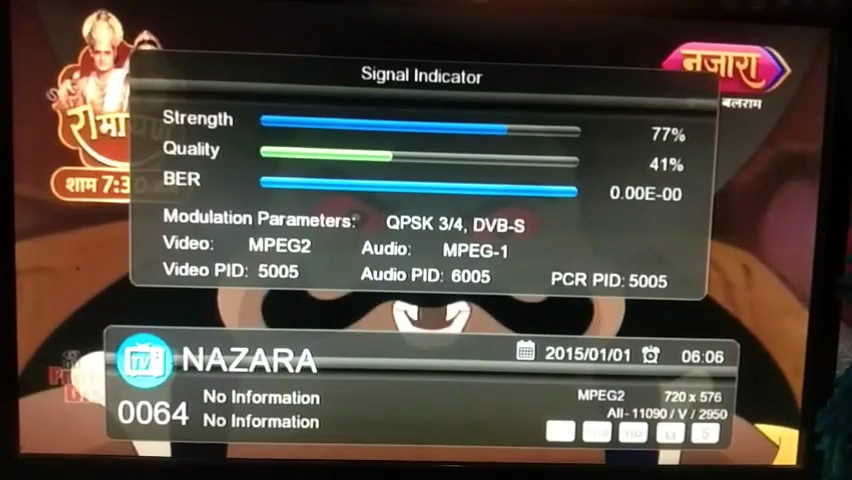 Signal Indicator
नज़ारा
बलराम
Strength 77%
Quality 41%
BER 0.00E-00
शाम 7:30
Modulation Parameters: QPSK 3/4, DVB-S
Video: MPEG2 Audio: MPEG-1
Video PID: 5005 Audio PID: 6005 PCR PID: 5005
TV NAZARA 2015/01/01 06:06
0064 No Information MPEG2 720 x 576
No Information All- 11090 / V / 2950